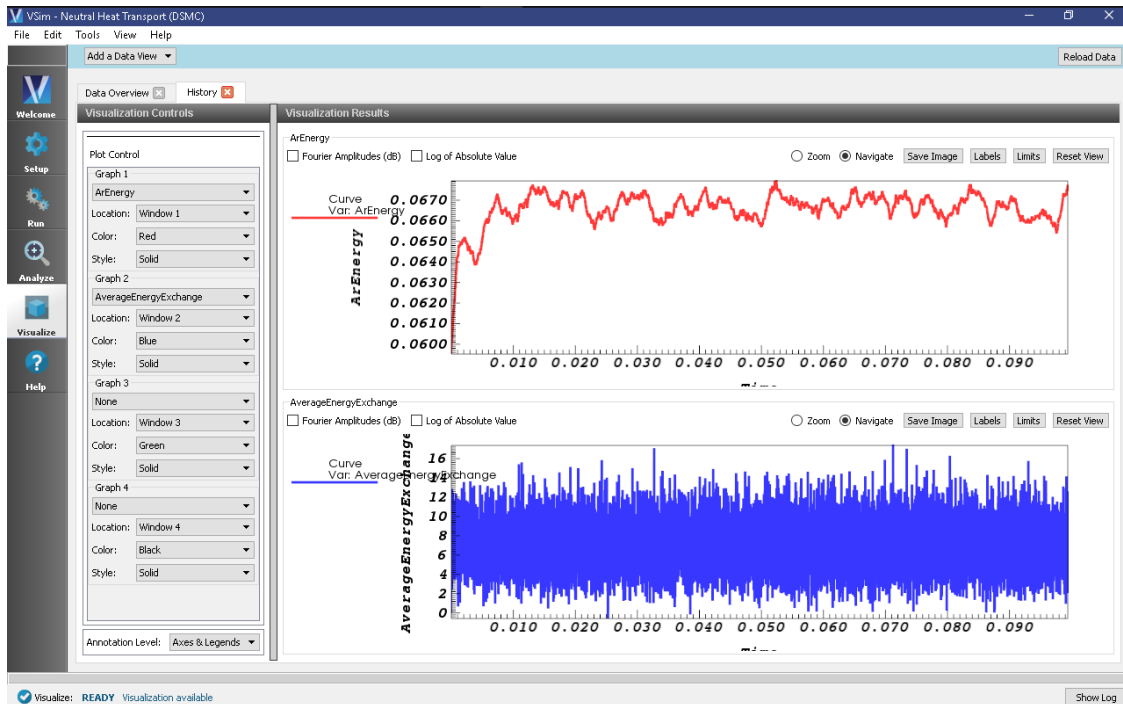 VSim - Neutral Heat Transport (DSMC)
File Edit Tools View Help
Add a Data View
Reload Data
Welcome
Setup
Run
Analyze
Visualize
Help
Data Overview
History
Visualization Controls
Plot Control
Graph 1
ArEnergy
Location: Window 1
Color: Red
Style: Solid
Graph 2
AverageEnergyExchange
Location: Window 2
Color: Blue
Style: Solid
Graph 3
None
Location: Window 3
Color: Green
Style: Solid
Graph 4
None
Location: Window 4
Color: Black
Style: Solid
Annotation Level: Axes & Legends
Visualization Results
ArEnergy
Fourier Amplitudes (dB) Log of Absolute Value Zoom Navigate Save Image Labels Limits Reset View
Curve
Var: ArEnergy
ArEnergy
0.0670
0.0660
0.0650
0.0640
0.0630
0.0620
0.0610
0.0600
0.010 0.020 0.030 0.040 0.050 0.060 0.070 0.080 0.090
Time
AverageEnergyExchange
Fourier Amplitudes (dB) Log of Absolute Value Zoom Navigate Save Image Labels Limits Reset View
Curve
Var: AverageEnergyExchange
AverageEnergyExchange
16
14
12
10
8
6
4
2
0
0.010 0.020 0.030 0.040 0.050 0.060 0.070 0.080 0.090
Time
Visualize: READY Visualization available
Show Log